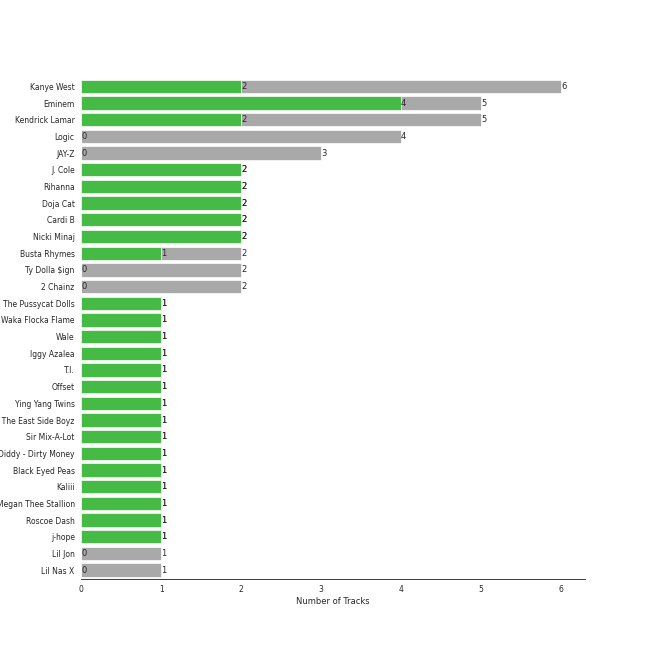 Kanye West 2 6
Eminem 4 5
Kendrick Lamar 2 5
Logic 0 4
JAY-Z 0 3
J. Cole 2
Rihanna 2
Doja Cat 2
Cardi B 2
Nicki Minaj 2
Busta Rhymes 1 2
Ty Dolla $ign 0 2
2 Chainz 0 2
The Pussycat Dolls 1
Waka Flocka Flame 1
Wale 1
Iggy Azalea 1
T.I. 1
Offset 1
Ying Yang Twins 1
The East Side Boyz 1
Sir Mix-A-Lot 1
Diddy - Dirty Money 1
Black Eyed Peas 1
Kaliii 1
Megan Thee Stallion 1
Roscoe Dash 1
j-hope 1
Lil Jon 0 1
Lil Nas X 0 1
0 1 2 3 4 5 6
Number of Tracks